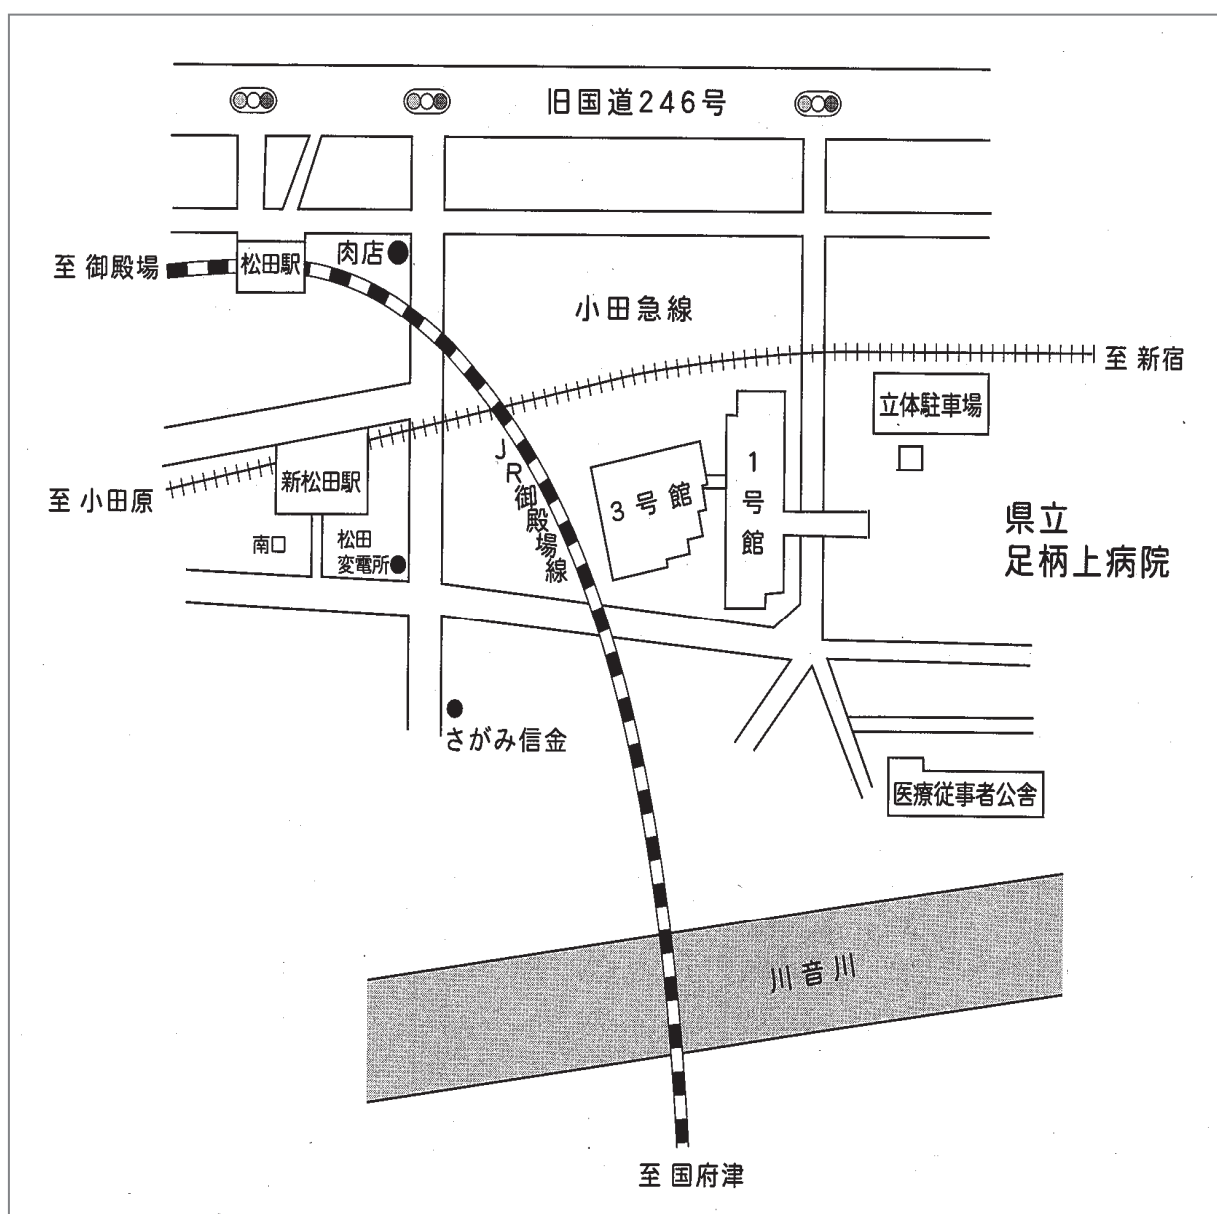 旧国道246号
肉店
至 御殿場
松田駅
小田急線
至 新宿
立体駐車場
至 小田原
新松田駅
JR御殿場線
3号館
1号館
県立
足柄上病院
南口
松田
変電所
さがみ信金
医療従事者公舎
川音川
至 国府津